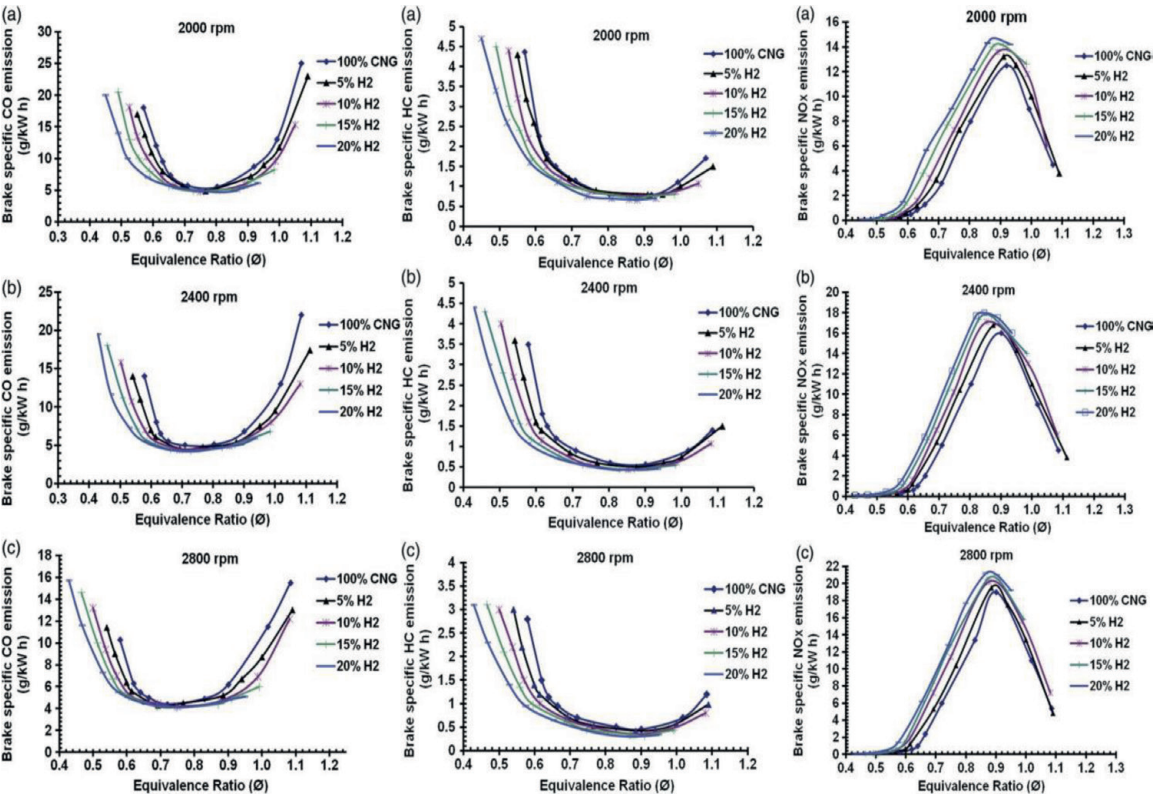 (a)
2000 rpm
Brake specific CO emission
(g/kW h)
30
25
20
15
10
5
0
0.3 0.4 0.5 0.6 0.7 0.8 0.9 1.0 1.1 1.2
Equivalence Ratio (Ø)
100% CNG
5% H2
10% H2
15% H2
20% H2
(a)
2000 rpm
Brake specific HC emission
(g/kW h)
5
4.5
4
3.5
3
2.5
2
1.5
1
0.5
0
0.4 0.5 0.6 0.7 0.8 0.9 1.0 1.1 1.2
Equivalence Ratio (Ø)
100% CNG
5% H2
10% H2
15% H2
20% H2
(a)
2000 rpm
Brake specific NOx emission
(g/kW h)
16
14
12
10
8
6
4
2
0
0.4 0.5 0.6 0.7 0.8 0.9 1.0 1.1 1.2 1.3
Equivalence Ratio (Ø)
100% CNG
5% H2
10% H2
15% H2
20% H2
(b)
2400 rpm
Brake specific CO emission
(g/kW h)
25
20
15
10
5
0
0.3 0.4 0.5 0.6 0.7 0.8 0.9 1.0 1.1 1.2
Equivalence Ratio (Ø)
100% CNG
5% H2
10% H2
15% H2
20% H2
(b)
2400 rpm
Brake specific HC emission
(g/kW h)
5
4.5
4
3.5
3
2.5
2
1.5
1
0.5
0
0.4 0.5 0.6 0.7 0.8 0.9 1.0 1.1 1.2
Equivalence Ratio (Ø)
100% CNG
5% H2
10% H2
15% H2
20% H2
(b)
2400 rpm
Brake specific NOx emission
(g/kW h)
20
18
16
14
12
10
8
6
4
2
0
0.4 0.5 0.6 0.7 0.8 0.9 1.0 1.1 1.2 1.3
Equivalence Ratio (Ø)
100% CNG
5% H2
10% H2
15% H2
20% H2
(c)
2800 rpm
Brake specific CO emission
(g/kW h)
18
16
14
12
10
8
6
4
2
0
0.4 0.5 0.6 0.7 0.8 0.9 1.0 1.1 1.2
Equivalence Ratio (Ø)
100% CNG
5% H2
10% H2
15% H2
20% H2
(c)
2800 rpm
Brake specific HC emission
(g/kW h)
4
3.5
3
2.5
2
1.5
1
0.5
0
0.4 0.5 0.6 0.7 0.8 0.9 1.0 1.1 1.2
Equivalence Ratio (Ø)
100% CNG
5% H2
10% H2
15% H2
20% H2
(c)
2800 rpm
Brake specific NOx emission
(g/kW h)
22
20
18
16
14
12
10
8
6
4
2
0
0.4 0.5 0.6 0.7 0.8 0.9 1.0 1.1 1.2 1.3
Equivalence Ratio (Ø)
100% CNG
5% H2
10% H2
15% H2
20% H2